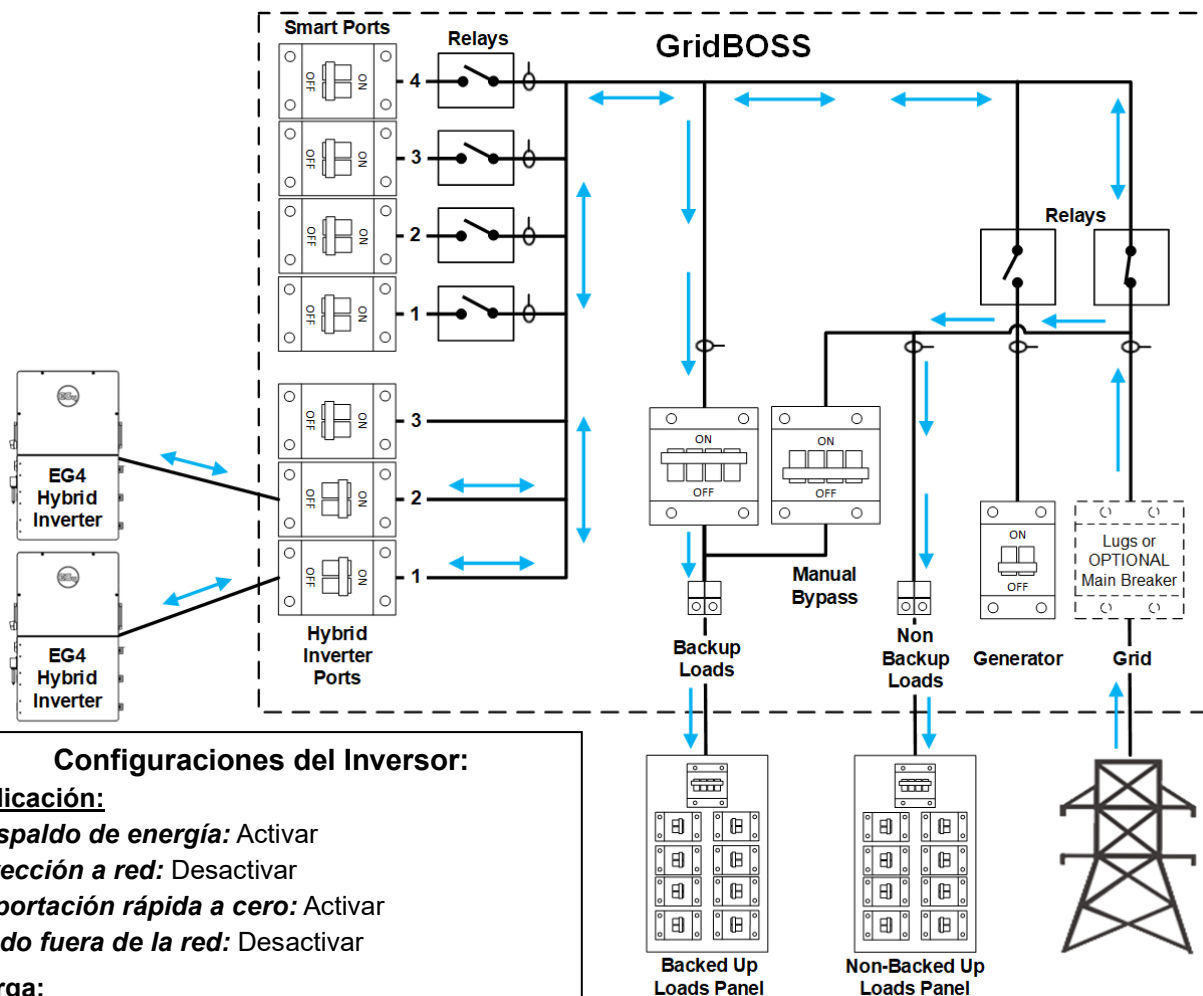 Smart Ports
Relays
GridBOSS
ON
OFF
4
ON
OFF
3
ON
OFF
2
ON
OFF
1
Relays
ON
OFF
3
ON
OFF
2
ON
OFF
1
EG4
Hybrid
Inverter
EG4
Hybrid
Inverter
Hybrid
Inverter
Ports
ON
OFF
ON
OFF
Manual
Bypass
ON
OFF
Lugs or
OPTIONAL
Main Breaker
Backup
Loads
Non
Backup
Loads
Generator
Grid
Backed Up
Loads Panel
Non-Backed Up
Loads Panel
Configuraciones del Inversor:
licación:
spaldo de energía: Activar
ección a red: Desactivar
portación rápida a cero: Activar
do fuera de la red: Desactivar
rga: